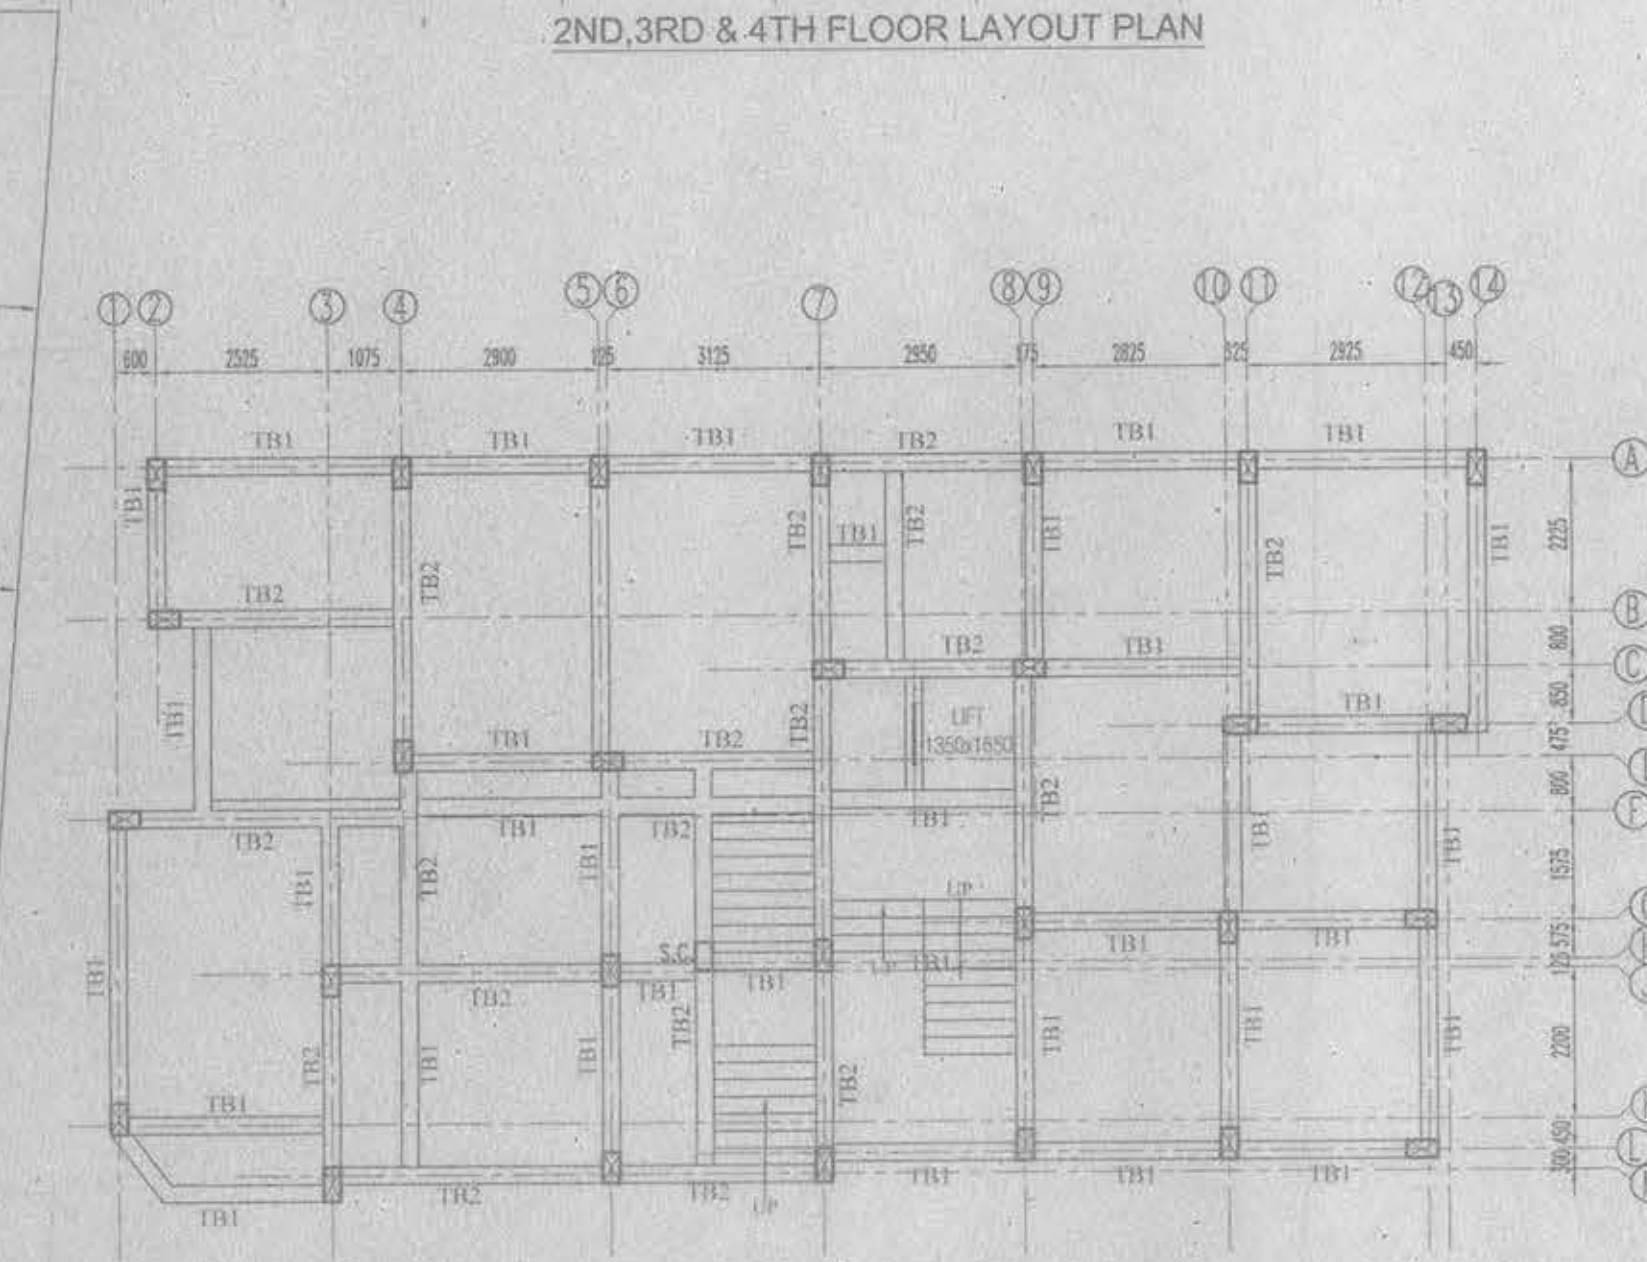 2ND,3RD & 4TH FLOOR LAYOUT PLAN
1 2 3 4 5 6 7 8 9 10 11 12 13 14
600 2525 1075 2900 125 3125 2950 175 2825 325 2925 450
TB1 TB1 TB1 TB2 TB1 TB1
A
TB1 TB2 TB2 TB1 TB2 TB1 TB2 TB1 2225
TB2
B
TB2 TB1 800
C
TB1 TB1 TB2 TB2 LIFT TB1 850
1350x1650
475
TB2 800
TB1 TB2 TB1
F
TB2 TB1 TB1 TB1
TB1 TB2 1575
UP
TB1 S.C. TB1 TB1 575
UP TB1
TB2 TB1 TB1 125
TB2 TB1 TB1 TB1
TB2 TB1 TB1 2200
TB2
TB1
450
L
300
TB1 TB2 TB2 TB1 TB1 TB1
UP